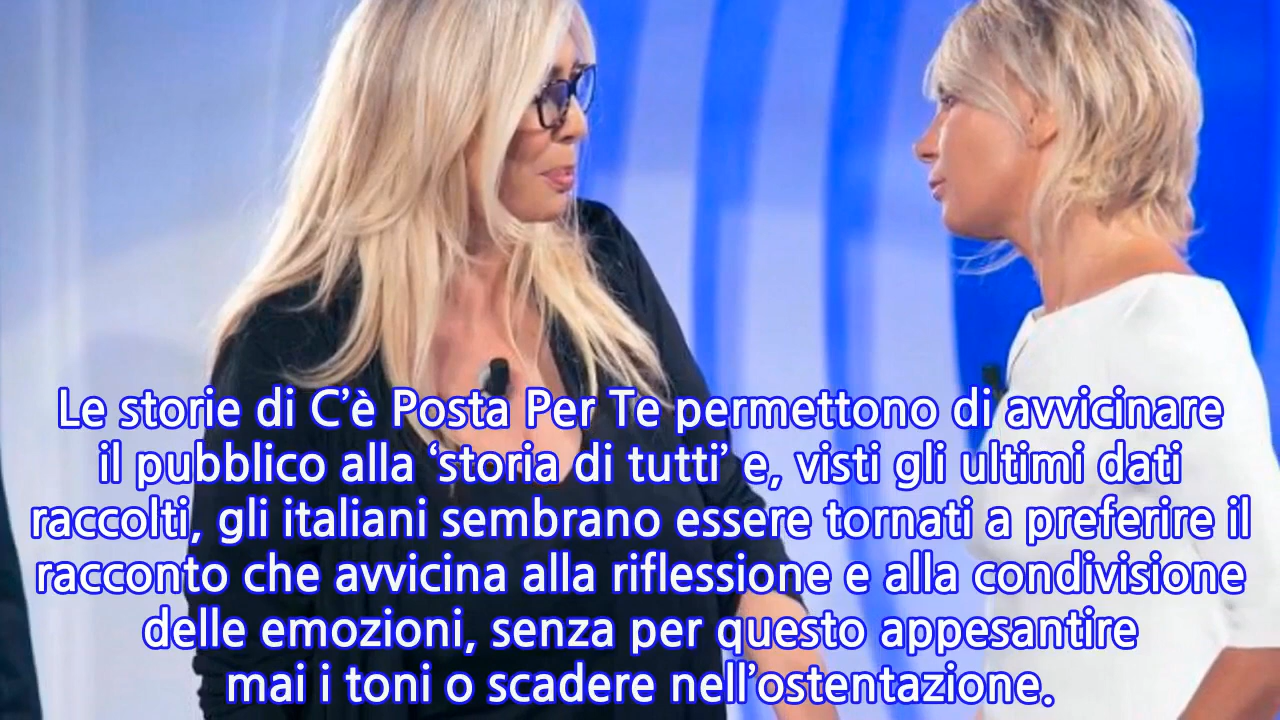 Le storie di C’è Posta Per Te permettono di avvicinare
il pubblico alla ‘storia di tutti’ e, visti gli ultimi dati
raccolti, gli italiani sembrano essere tornati a preferire il
racconto che avvicina alla riflessione e alla condivisione
delle emozioni, senza per questo appesantire
mai i toni o scadere nell’ostentazione.